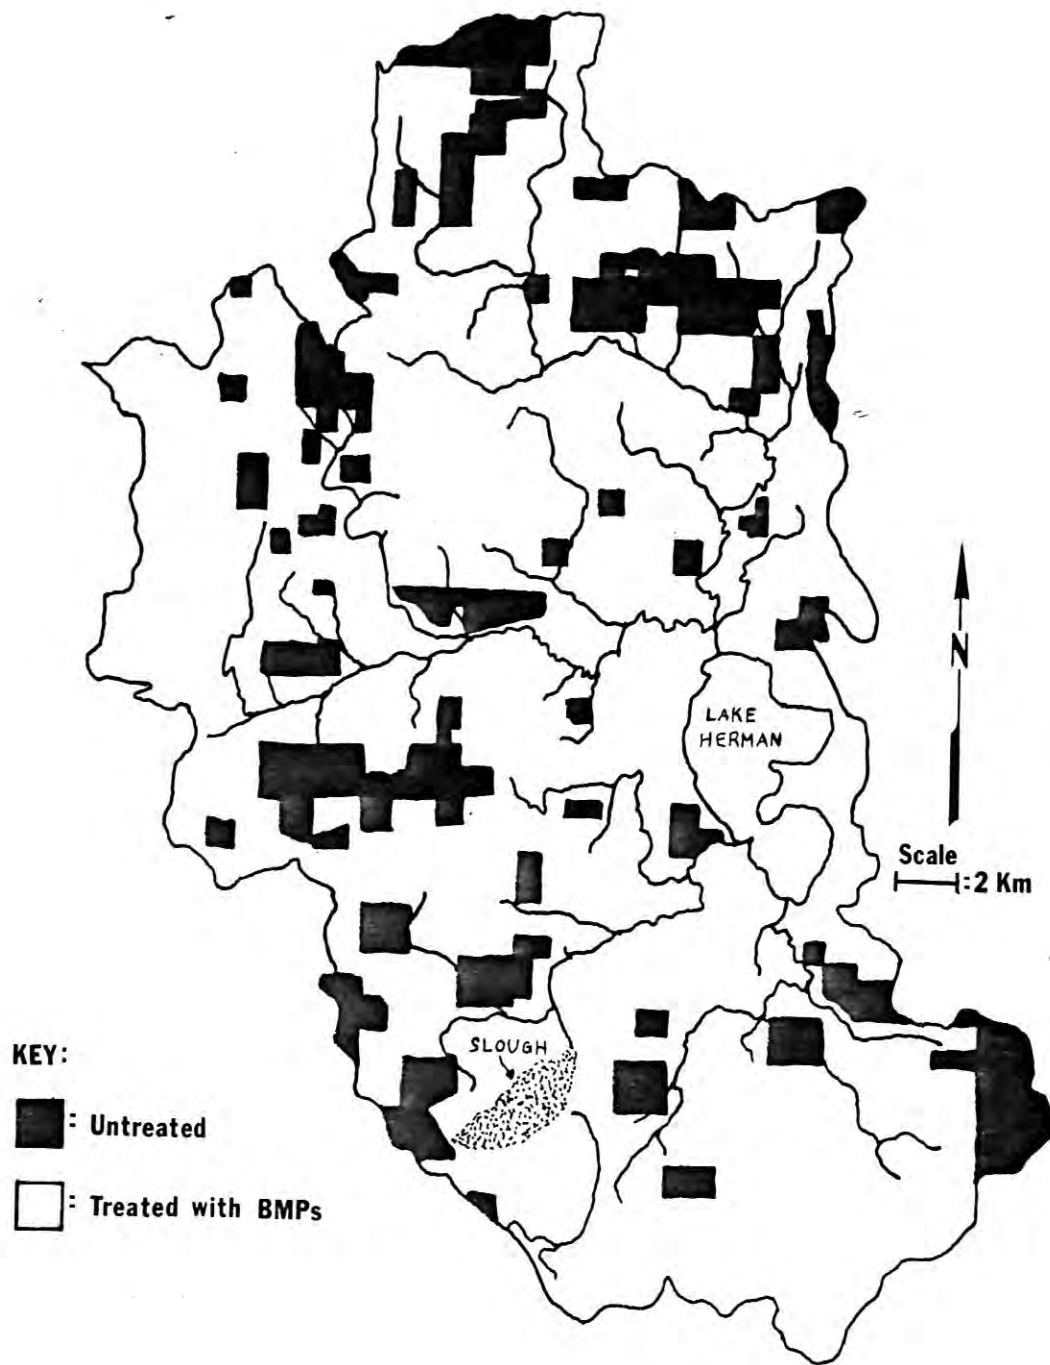 N
LAKE
HERMAN
Scale
:2 Km
SLOUGH
KEY:
: Untreated
: Treated with BMPs